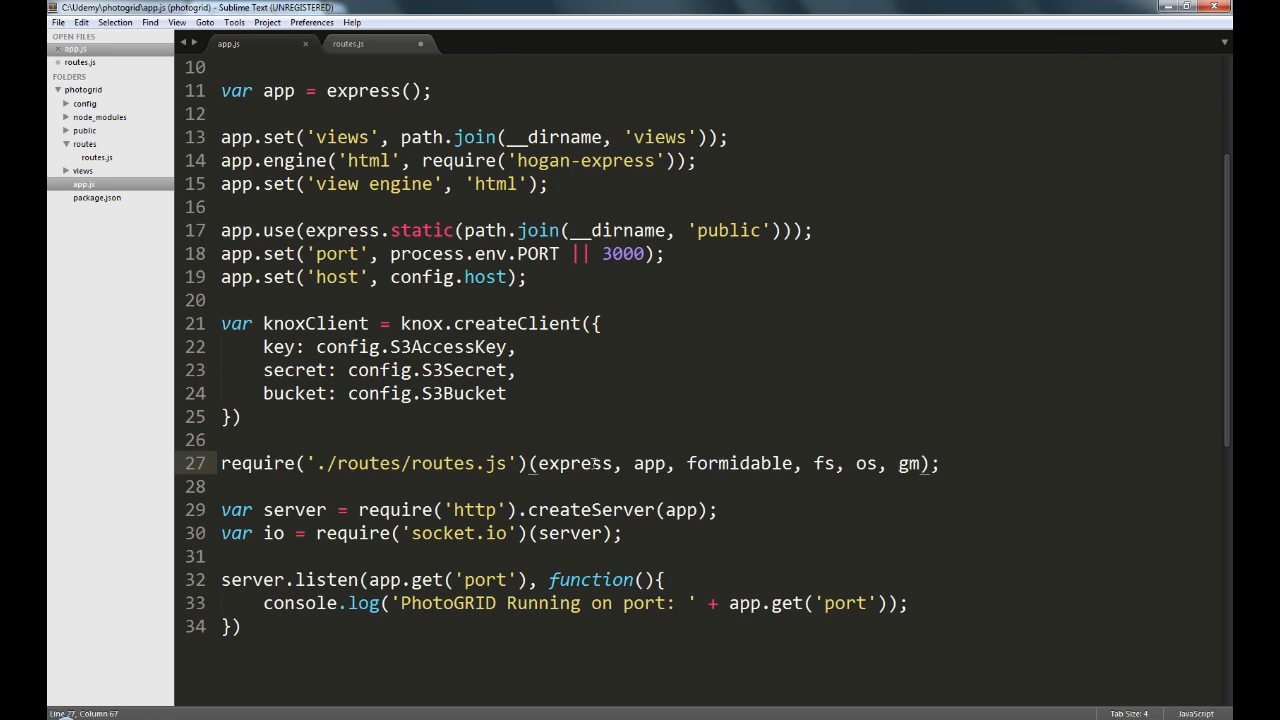 C:\Udemy\photogrid\app.js (photogrid) - Sublime Text (UNREGISTERED)
File Edit Selection Find View Goto Tools Project Preferences Help
OPEN FILES
app.js
routes.js
FOLDERS
photogrid
config
node_modules
public
routes
routes.js
views
app.js
package.json
app.js routes.js
10
11 var app = express();
12
13 app.set('views', path.join(__dirname, 'views'));
14 app.engine('html', require('hogan-express'));
15 app.set('view engine', 'html');
16
17 app.use(express.static(path.join(__dirname, 'public')));
18 app.set('port', process.env.PORT || 3000);
19 app.set('host', config.host);
20
21 var knoxClient = knox.createClient({
22 key: config.S3AccessKey,
23 secret: config.S3Secret,
24 bucket: config.S3Bucket
25 })
26
27 require('./routes/routes.js')(express, app, formidable, fs, os, gm);
28
29 var server = require('http').createServer(app);
30 var io = require('socket.io')(server);
31
32 server.listen(app.get('port'), function(){
33 console.log('PhotoGRID Running on port: ' + app.get('port'));
34 })
Line 27, Column 67 Tab Size: 4 JavaScript